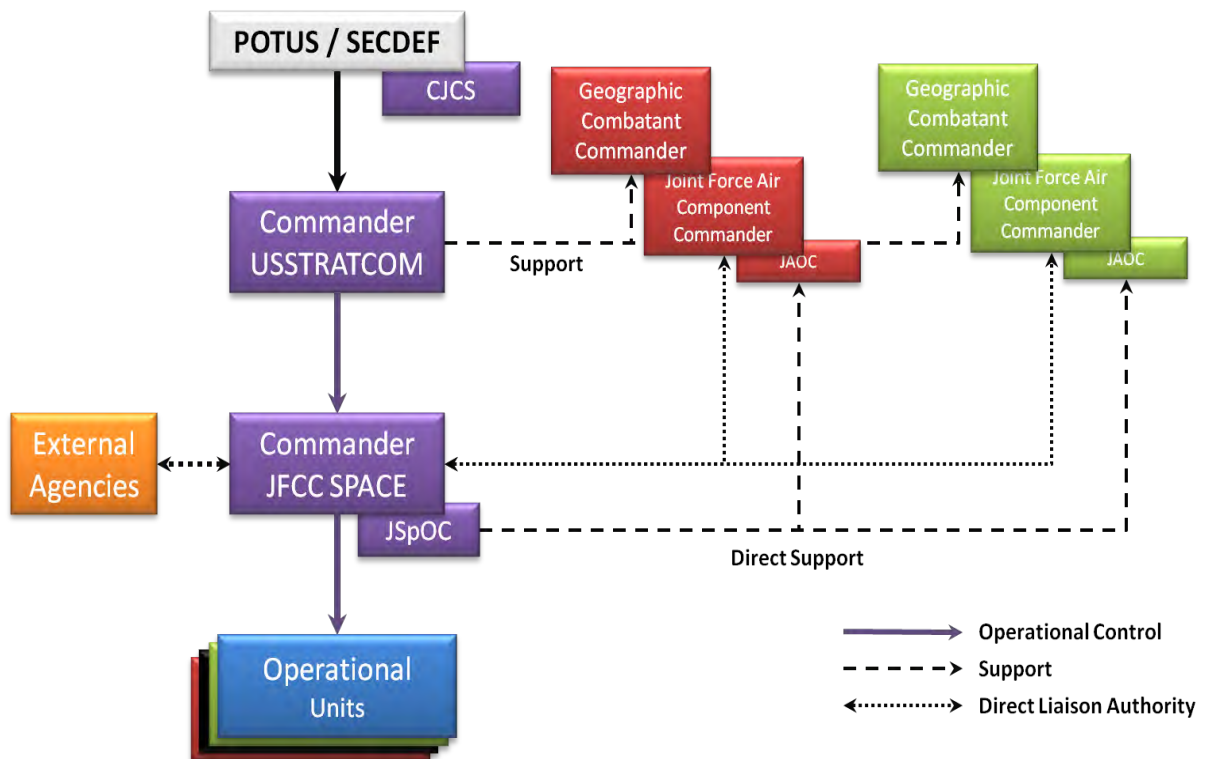 POTUS / SECDEF
CJCS
Geographic
Combatant
Commander
Joint Force Air
Component
Commander
JAOC
Geographic
Combatant
Commander
Joint Force Air
Component
Commander
JAOC
Commander
USSTRATCOM
Support
External
Agencies
Commander
JFCC SPACE
JSpOC
Direct Support
Operational
Units
Operational Control
Support
Direct Liaison Authority